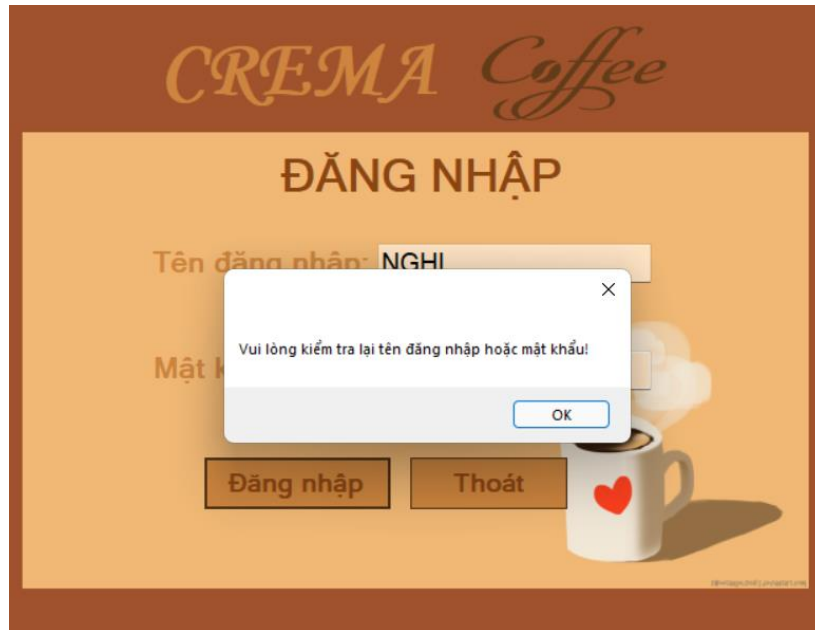 CREMA Coffee
ĐĂNG NHẬP
Tên đăng nhập: NGHI
Vui lòng kiểm tra lại tên đăng nhập hoặc mật khẩu!
Mật
OK
Đăng nhập Thoát